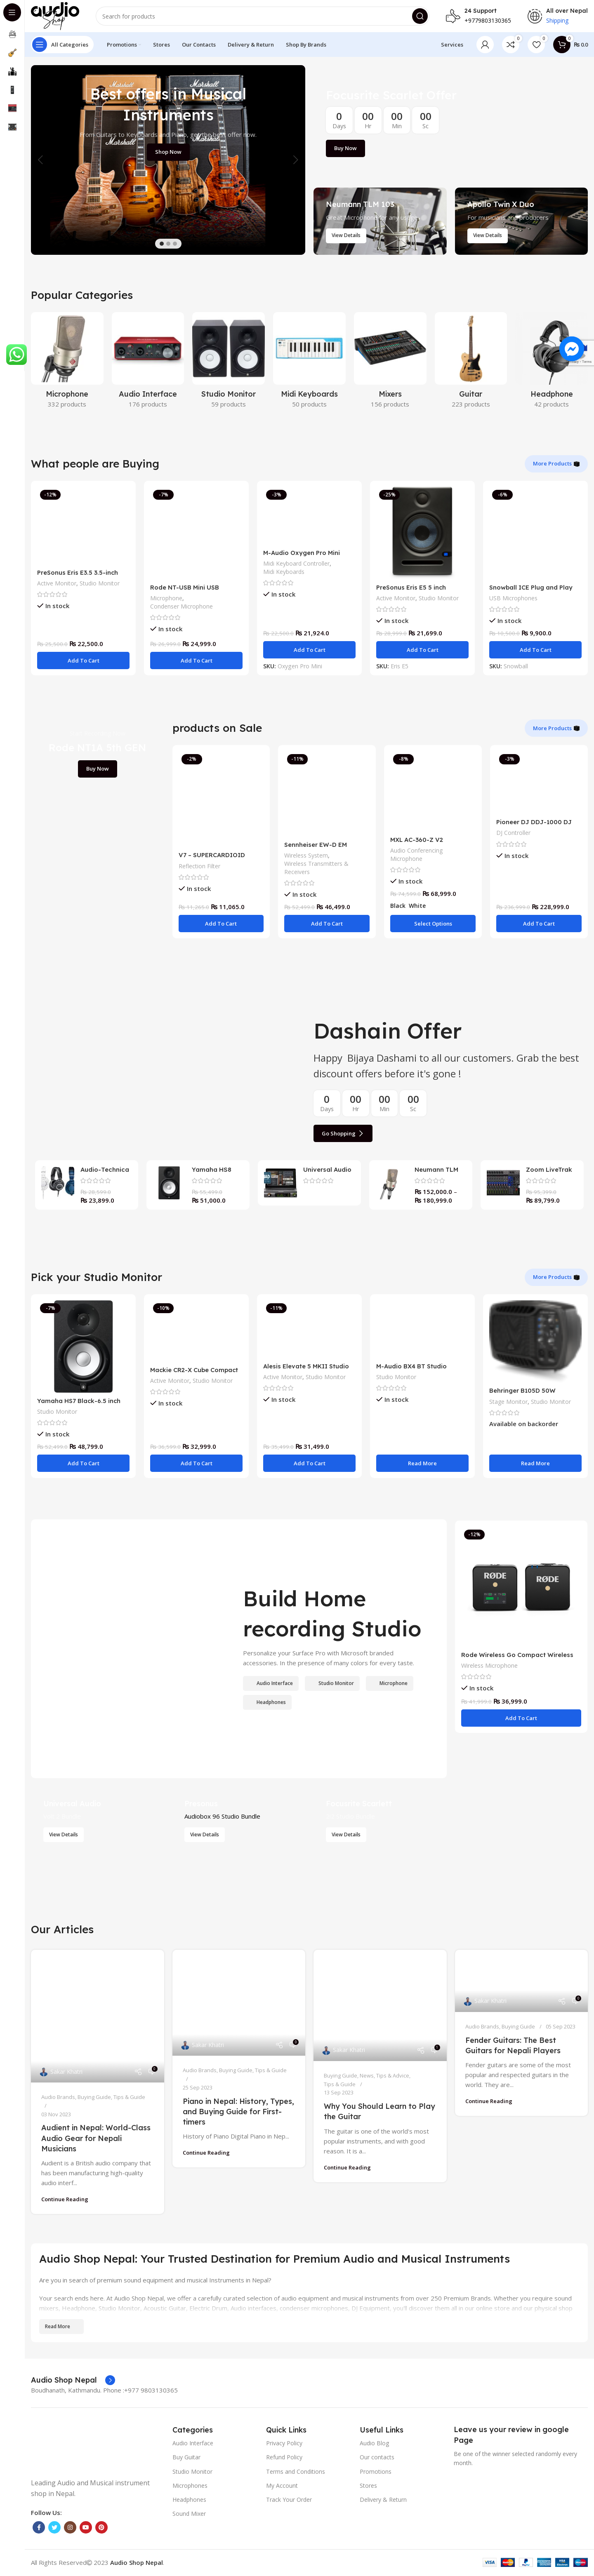 audio
Shop
Search for products
24 Support
+9779803130365
All over Nepal
Shipping
All Categories
Promotions
Stores
Our Contacts
Delivery & Return
Shop By Brands
Services
0
0
0
₨ 0.0
Best offers in Musical
Instruments
From Guitars to Keyboards and Piano, get the best offer now.
Shop Now
0
Days
00
Hr
00
Min
00
Sc
Buy Now
Neumann TLM 103
View Details
Apollo Twin X Duo
For musicians and producers
View Details
Popular Categories
Microphone
332 products
Audio Interface
176 products
Studio Monitor
59 products
Midi Keyboards
50 products
Mixers
156 products
Guitar
223 products
Headphone
42 products
What people are Buying
More Products
-12%
PreSonus Eris E3.5 3.5-inch
Active Monitor, Studio Monitor
In stock
₨ 25,500.0 ₨ 22,500.0
Add To Cart
-7%
Rode NT-USB Mini USB
Microphone,
Condenser Microphone
In stock
₨ 26,999.0 ₨ 24,999.0
Add To Cart
-3%
M-Audio Oxygen Pro Mini
Midi Keyboard Controller,
Midi Keyboards
In stock
₨ 22,500.0 ₨ 21,924.0
Add To Cart
SKU: Oxygen Pro Mini
-25%
PreSonus Eris E5 5 inch
Active Monitor, Studio Monitor
In stock
₨ 28,999.0 ₨ 21,699.0
Add To Cart
SKU: Eris E5
-6%
Snowball ICE Plug and Play
USB Microphones
In stock
₨ 10,500.0 ₨ 9,900.0
Add To Cart
SKU: Snowball
Rode NT1A 5th GEN
Buy Now
products on Sale
More Products
-2%
V7 – SUPERCARDIOID
Reflection Filter
In stock
₨ 11,265.0 ₨ 11,065.0
Add To Cart
-11%
Sennheiser EW-D EM
Wireless System,
Wireless Transmitters &
Receivers
In stock
₨ 52,499.0 ₨ 46,499.0
Add To Cart
-8%
MXL AC-360-Z V2
Audio Conferencing
Microphone
In stock
₨ 74,599.0 ₨ 68,999.0
Black White
Select Options
-3%
Pioneer DJ DDJ-1000 DJ
DJ Controller
In stock
₨ 236,999.0 ₨ 228,999.0
Add To Cart
Dashain Offer
Happy Bijaya Dashami to all our customers. Grab the best
discount offers before it's gone !
0
Days
00
Hr
00
Min
00
Sc
Go Shopping
Audio-Technica
₨ 26,599.0
₨ 23,899.0
Yamaha HS8
₨ 55,499.0
₨ 51,000.0
Universal Audio
Neumann TLM
₨ 152,000.0 –
₨ 180,999.0
Zoom LiveTrak
₨ 89,999.0
₨ 89,799.0
Pick your Studio Monitor
More Products
-7%
Yamaha HS7 Black-6.5 inch
Studio Monitor
In stock
₨ 52,499.0 ₨ 48,799.0
Add To Cart
-10%
Mackie CR2-X Cube Compact
Active Monitor, Studio Monitor
In stock
₨ 36,599.0 ₨ 32,999.0
Add To Cart
-11%
Alesis Elevate 5 MKII Studio
Active Monitor, Studio Monitor
In stock
₨ 35,499.0 ₨ 31,499.0
Add To Cart
M-Audio BX4 BT Studio
Studio Monitor
In stock
Read More
Behringer B105D 50W
Stage Monitor, Studio Monitor
Available on backorder
Read More
Build Home
recording Studio
Personalize your Surface Pro with Microsoft branded
accessories. In the presence of many colors for every taste.
Audio Interface
Studio Monitor
Microphone
Headphones
-12%
RØDE
RØDE
Rode Wireless Go Compact Wireless
Wireless Microphone
In stock
₨ 41,999.0 ₨ 36,999.0
Add To Cart
View Details
Audiobox 96 Studio Bundle
View Details
View Details
Our Articles
0
Audio Brands, Buying Guide, Tips & Guide
/
03 Nov 2023
Audient in Nepal: World-Class
Audio Gear for Nepali
Musicians
Audient is a British audio company that
has been manufacturing high-quality
audio interf...
Continue Reading
0
Audio Brands, Buying Guide, Tips & Guide
/
25 Sep 2023
Piano in Nepal: History, Types,
and Buying Guide for First-
timers
History of Piano Digital Piano in Nep...
Continue Reading
1
Buying Guide, News, Tips & Advice,
Tips & Guide /
13 Sep 2023
Why You Should Learn to Play
the Guitar
The guitar is one of the world's most
popular instruments, and with good
reason. It is a...
Continue Reading
0
Audio Brands, Buying Guide / 05 Sep 2023
Fender Guitars: The Best
Guitars for Nepali Players
Fender guitars are some of the most
popular and respected guitars in the
world. They are...
Continue Reading
Audio Shop Nepal: Your Trusted Destination for Premium Audio and Musical Instruments
Are you in search of premium sound equipment and musical Instruments in Nepal?
Your search ends here. At Audio Shop Nepal, we offer a carefully curated selection of audio equipment and musical instruments from over 250 Premium Brands. Whether you require sound
mixers, Headphone, Studio Monitor, Acoustic Guitar, Electric Drum, Audio interfaces, condenser microphones, DJ Equipment, you'll discover them all in our online store and our physical shop
Read More
Audio Shop Nepal
Boudhanath, Kathmandu. Phone :+977 9803130365
Leading Audio and Musical instrument
shop in Nepal.
Follow Us:
Categories
Audio Interface
Buy Guitar
Studio Monitor
Microphones
Headphones
Sound Mixer
Quick Links
Privacy Policy
Refund Policy
Terms and Conditions
My Account
Track Your Order
Useful Links
Audio Blog
Our contacts
Promotions
Stores
Delivery & Return
Leave us your review in google
Page
Be one of the winner selected randomly every
month.
All Rights Reserved© 2023 Audio Shop Nepal.